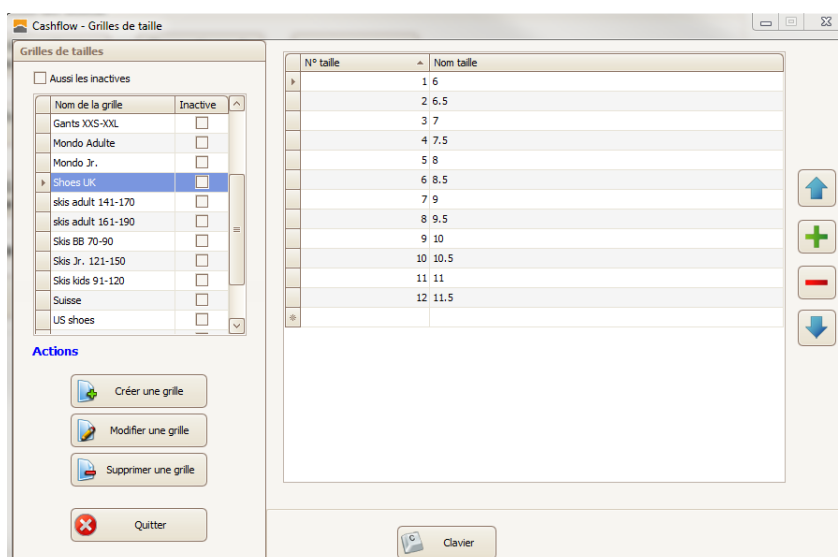 Cashflow - Grilles de taille
Grilles de tailles
Aussi les inactives
Nom de la grille Inactive
Gants XXS-XXL
Mondo Adulte
Mondo Jr.
Shoes UK
skis adult 141-170
skis adult 161-190
Skis BB 70-90
Skis Jr. 121-150
Skis kids 91-120
Suisse
US shoes
Actions
Créer une grille
Modifier une grille
Supprimer une grille
Quitter
N° taille Nom taille
1 6
2 6.5
3 7
4 7.5
5 8
6 8.5
7 9
8 9.5
9 10
10 10.5
11 11
12 11.5
C
Clavier